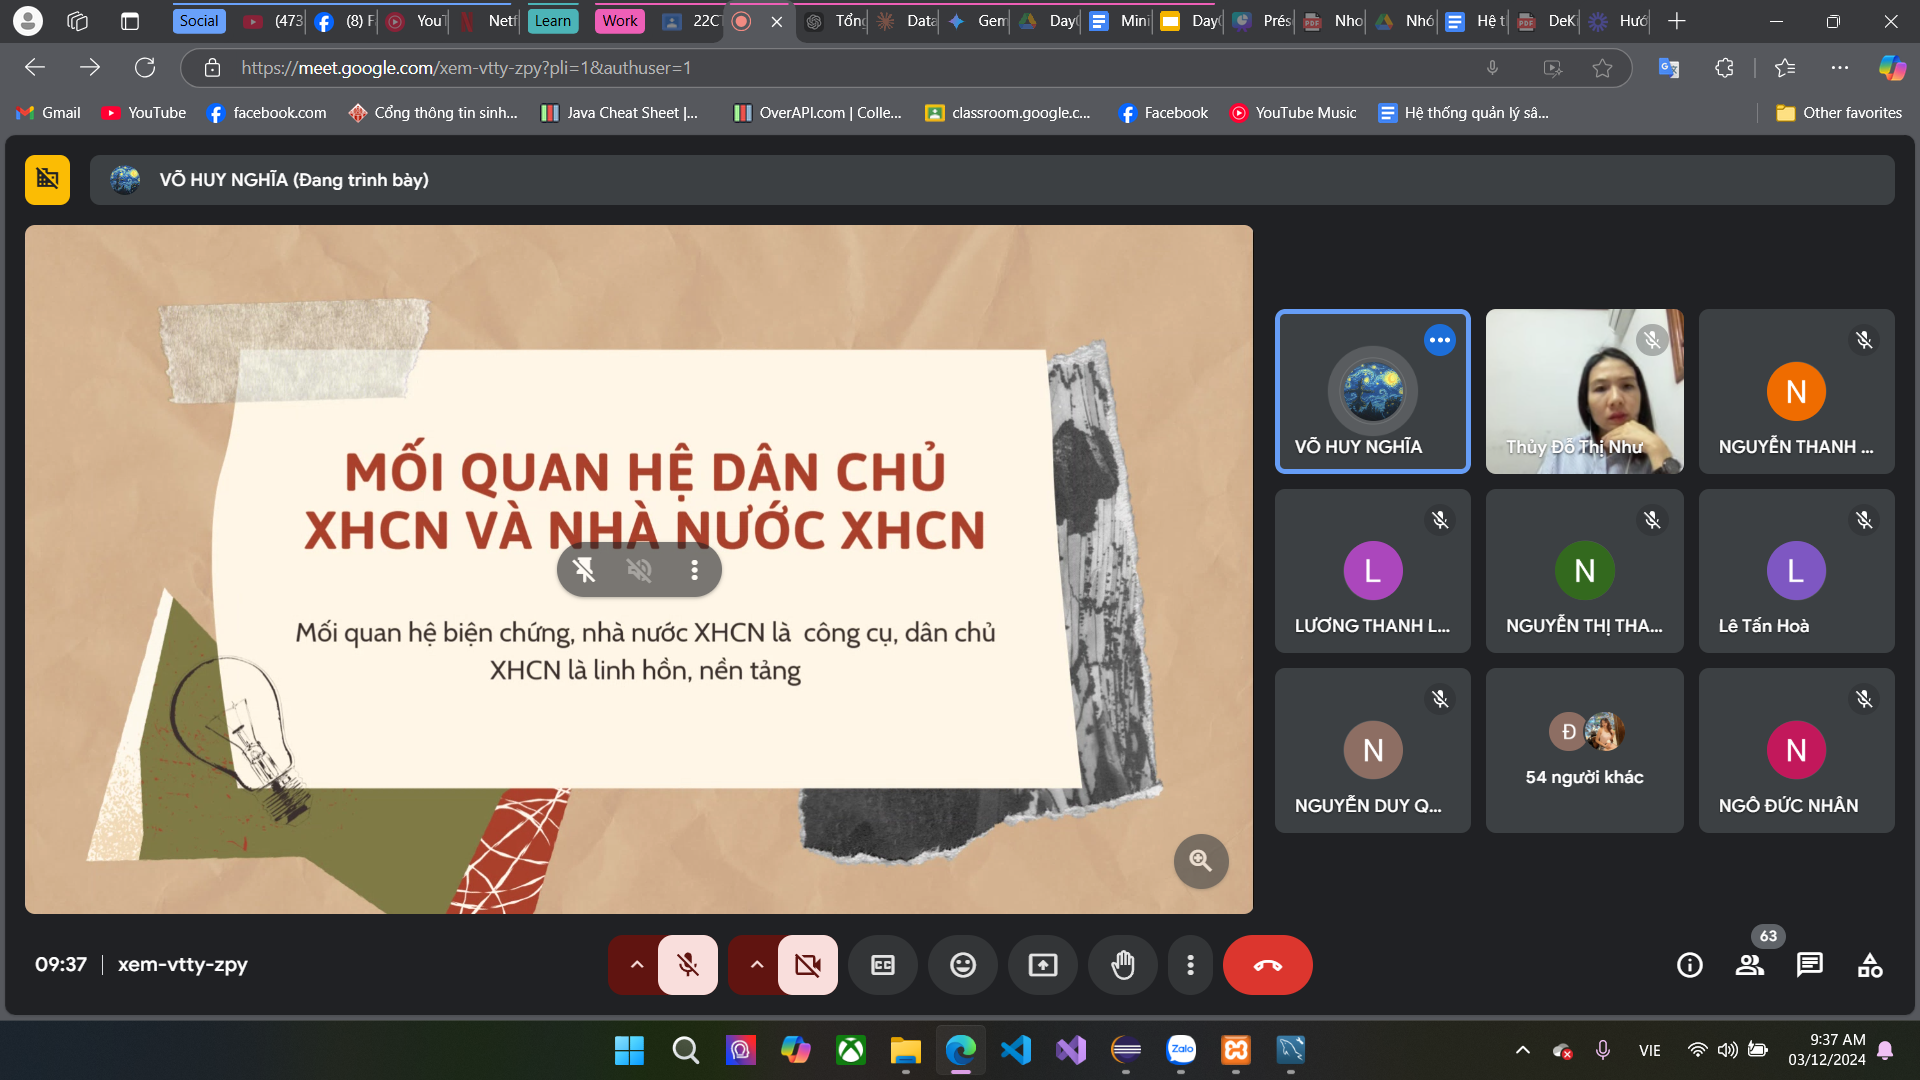 Social
(473
(8) F
YouT
Netf
Learn
Work
22CT
Tổng
Data
Gem
Day
Mini
Day
Prés
Nho
Nhó
Hệ t
DeK
Hướ
https://meet.google.com/xem-vtty-zpy?pli=1&authuser=1
Gmail
YouTube
facebook.com
Cổng thông tin sinh...
Java Cheat Sheet |...
OverAPI.com | Colle...
classroom.google.c...
Facebook
YouTube Music
Hệ thống quản lý sâ...
Other favorites
VÕ HUY NGHĨA (Đang trình bày)
MỐI QUAN HỆ DÂN CHỦ
XHCN VÀ NHÀ NƯỚC XHCN
Mối quan hệ biện chứng, nhà nước XHCN là công cụ, dân chủ
XHCN là linh hồn, nền tảng
VÕ HUY NGHĨA
Thủy Đỗ Thị Như
N
NGUYỄN THANH ...
L
LƯƠNG THANH L...
N
NGUYỄN THỊ THA...
L
Lê Tấn Hoà
N
NGUYỄN DUY Q...
Đ
54 người khác
N
NGÔ ĐỨC NHÂN
09:37
xem-vtty-zpy
63
Zalo
VIE
9:37 AM
03/12/2024